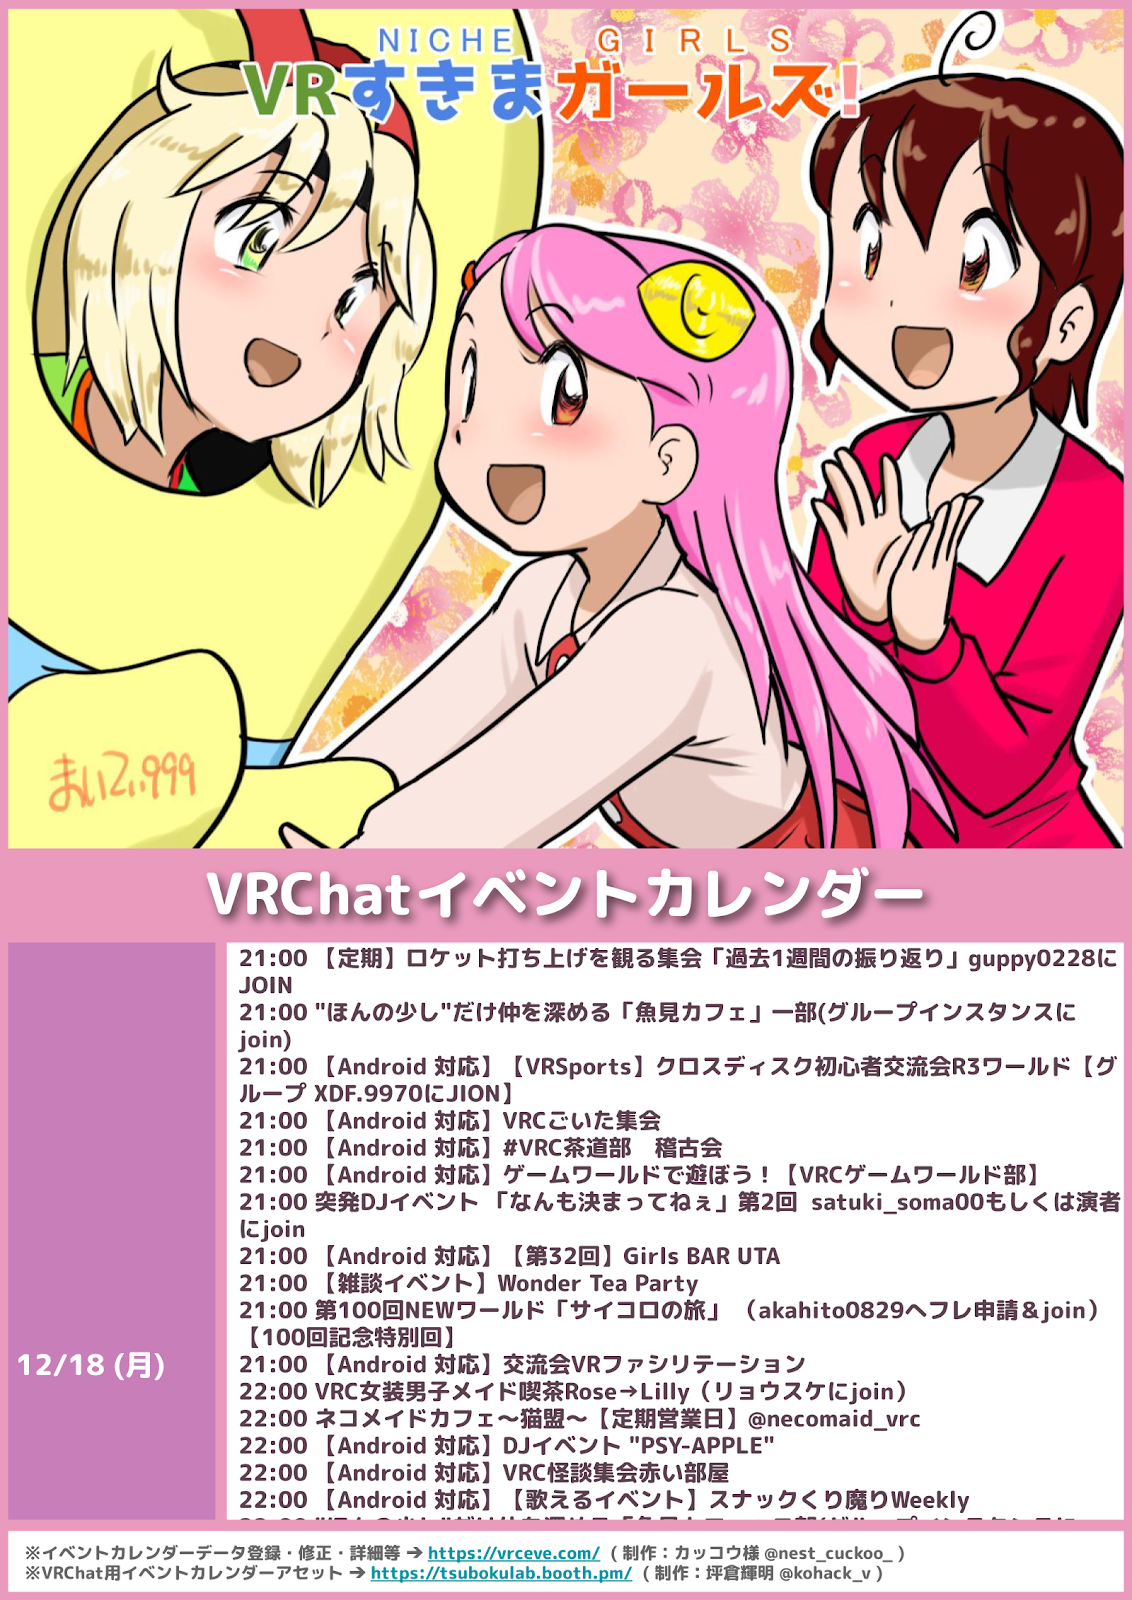 NICHE GIRLS
VRすきまガールズ!
まいてぃ999
VRChatイベントカレンダー
12/18 (月)
21:00 【定期】ロケット打ち上げを観る集会「過去1週間の振り返り」guppy0228に
JOIN
21:00 "ほんの少し"だけ仲を深める「魚見カフェ」一部(グループインスタンスに
join)
21:00 【Android 対応】【VRSports】クロスディスク初心者交流会R3ワールド【グ
ループ XDF.9970にJION】
21:00 【Android 対応】VRCごいた集会
21:00 【Android 対応】#VRC茶道部　稽古会
21:00 【Android 対応】ゲームワールドで遊ぼう！【VRCゲームワールド部】
21:00 突発DJイベント 「なんも決まってねぇ」第2回 satuki_soma00もしくは演者
にjoin
21:00 【Android 対応】【第32回】Girls BAR UTA
21:00 【雑談イベント】Wonder Tea Party
21:00 第100回NEWワールド「サイコロの旅」 （akahito0829へフレ申請＆join）
【100回記念特別回】
21:00 【Android 対応】交流会VRファシリテーション
22:00 VRC女装男子メイド喫茶Rose→Lilly（リョウスケにjoin）
22:00 ネコメイドカフェ〜猫盟〜【定期営業日】@necomaid_vrc
22:00 【Android 対応】DJイベント "PSY-APPLE"
22:00 【Android 対応】VRC怪談集会赤い部屋
22:00 【Android 対応】【歌えるイベント】スナックくり魔りWeekly
※イベントカレンダーデータ登録・修正・詳細等 ➔ https://vrceve.com/ ( 制作：カッコウ様 @nest_cuckoo_ )
※VRChat用イベントカレンダーアセット ➔ https://tsubokulab.booth.pm/ ( 制作：坪倉輝明 @kohack_v )